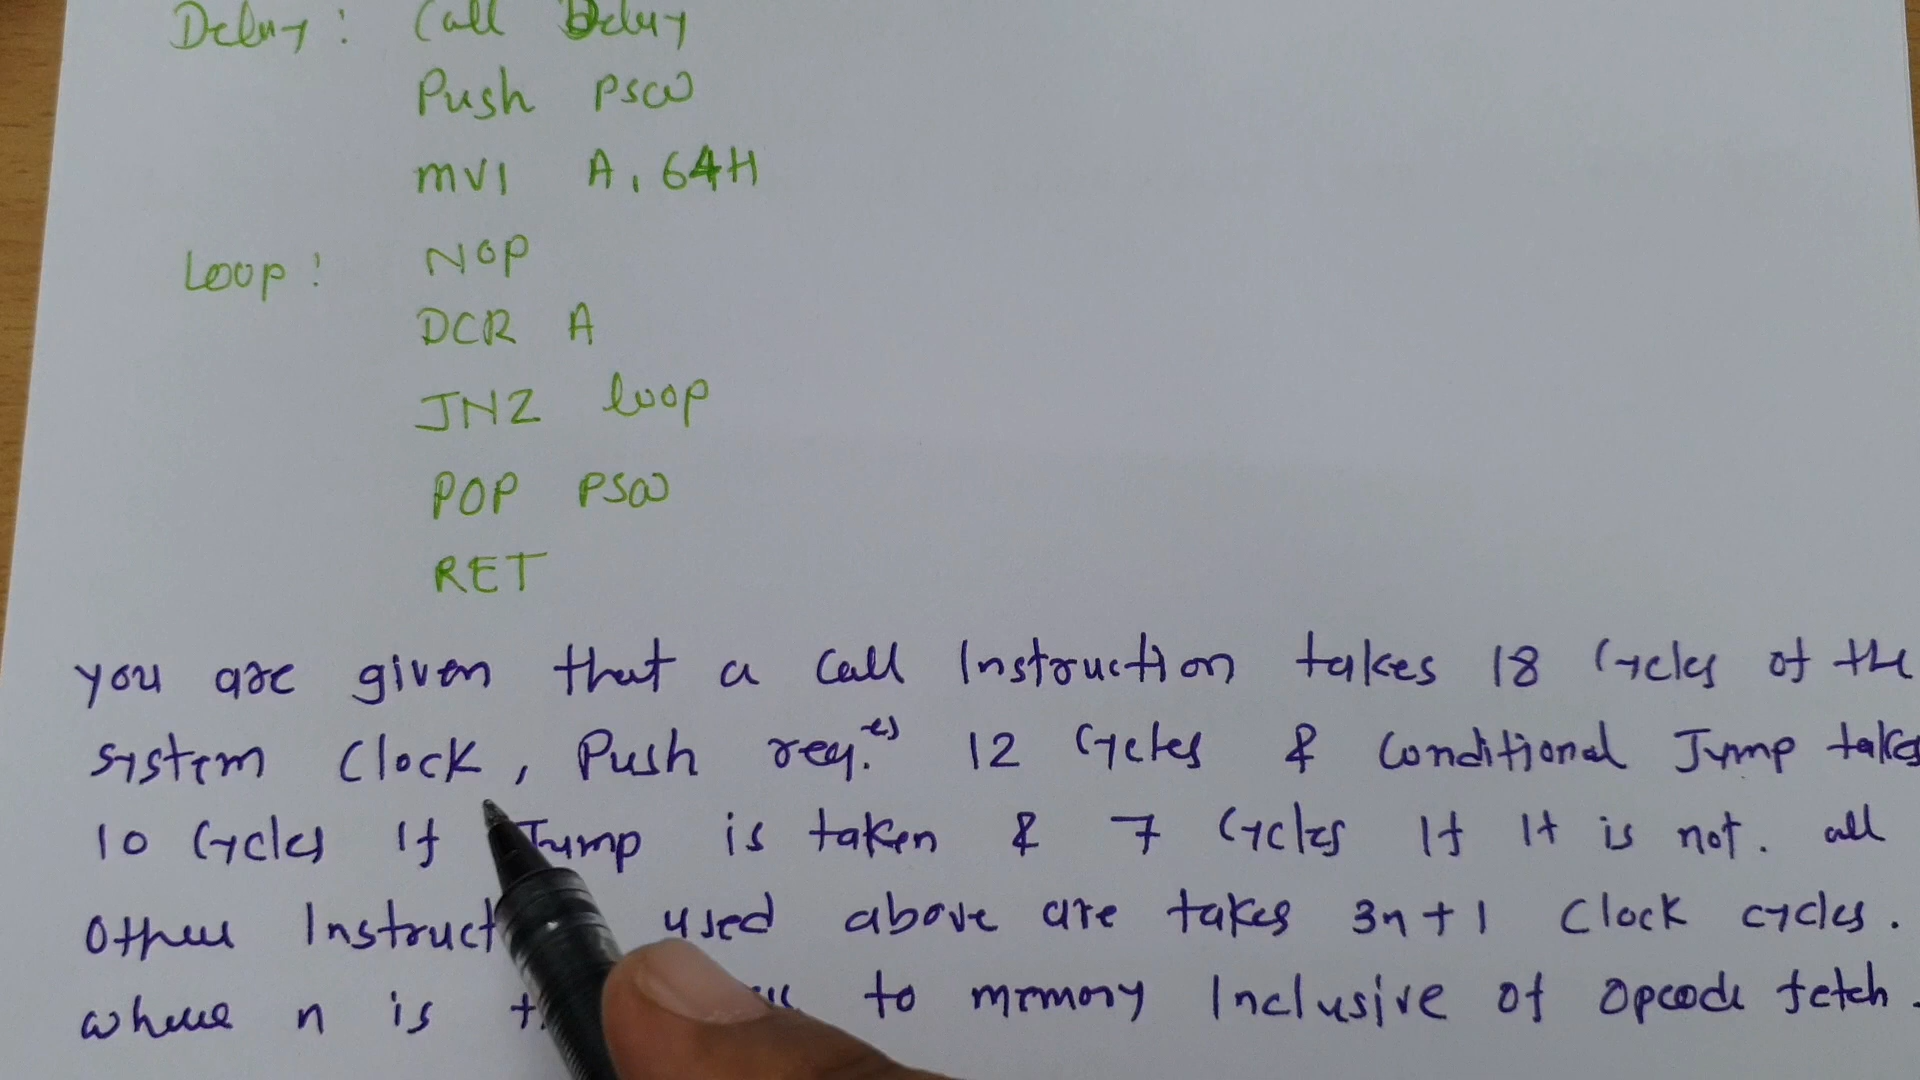 Delay : Call Delay
Push PSW
MVI A, 64H
Loop : NOP
DCR A
JNZ loop
POP PSW
RET
you are given that a Call Instruction takes 18 Cycles of the
system Clock, Push req.es 12 Cycles & Conditional Jump takes
10 Cycles If Jump is taken & 7 Cycles If It is not. all
Other Instruct used above are takes 3n+1 Clock cycles.
where n is to memory Inclusive of Opcode fetch.